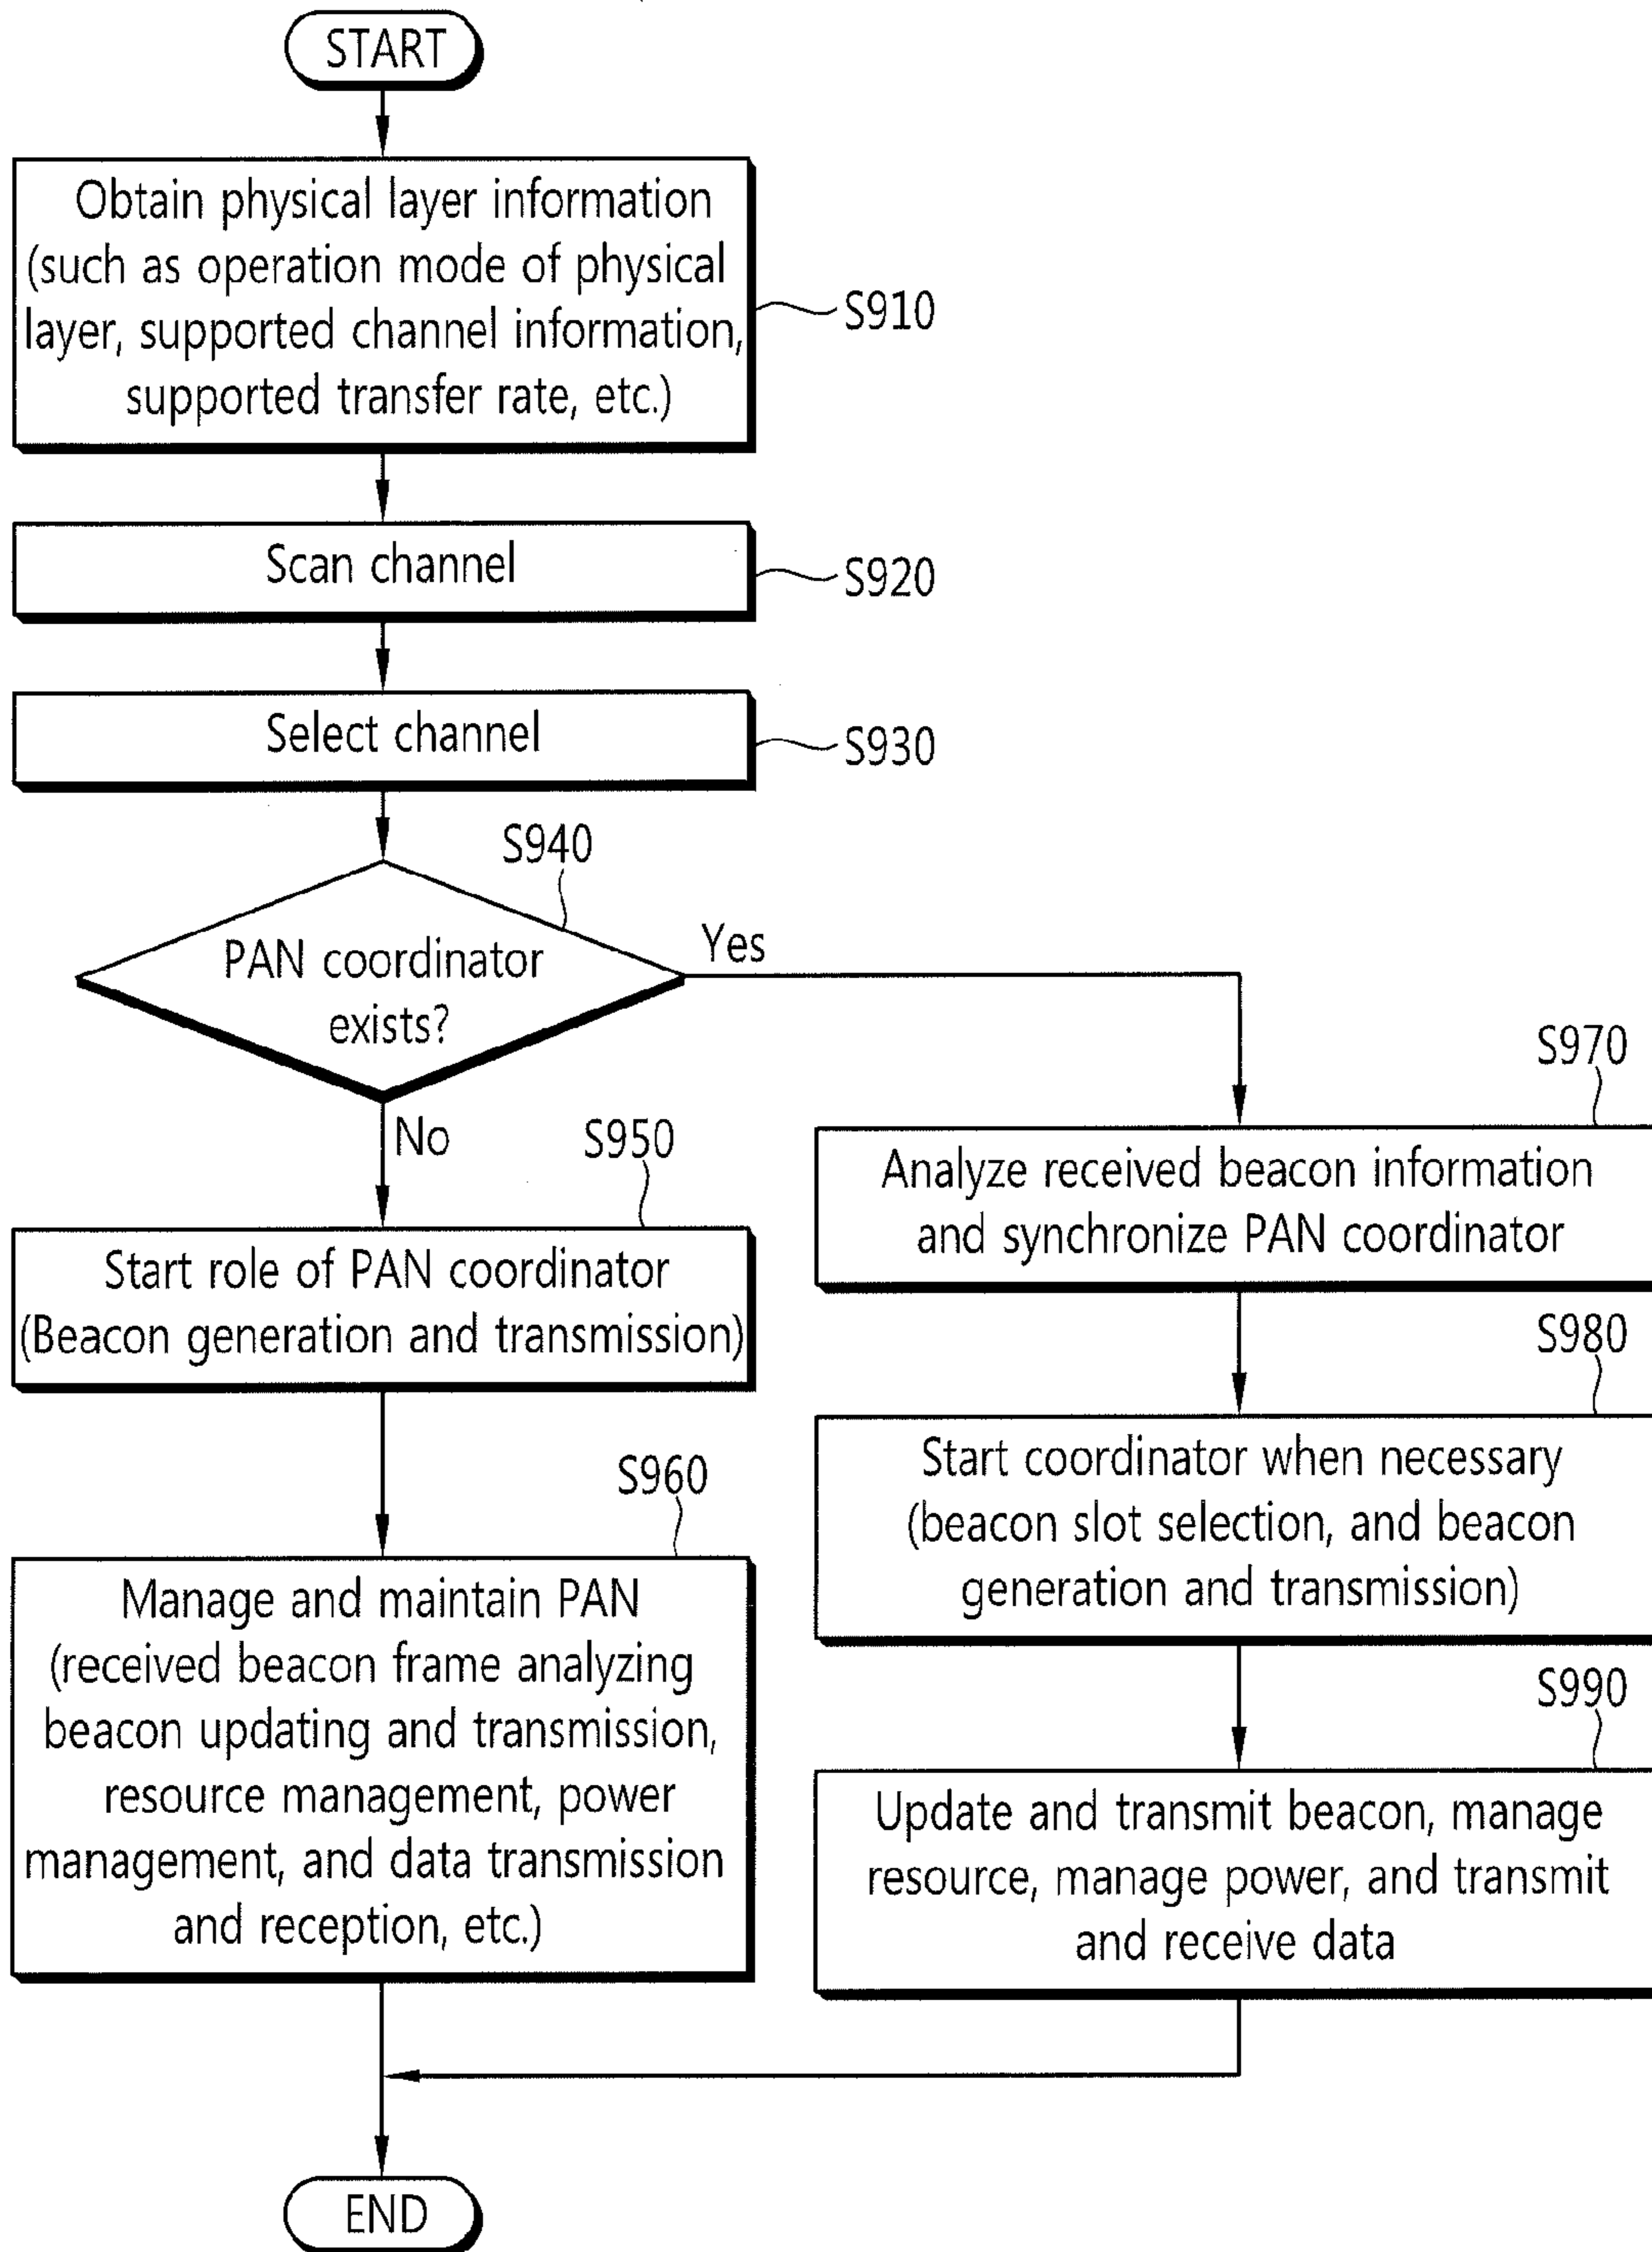 START
Obtain physical layer information
(such as operation mode of physical
layer, supported channel information,
supported transfer rate, etc.)
S910
Scan channel
S920
Select channel
S930
S940
PAN coordinator
exists?
Yes
No
S950
Start role of PAN coordinator
(Beacon generation and transmission)
S960
Manage and maintain PAN
(received beacon frame analyzing
beacon updating and transmission,
resource management, power
management, and data transmission
and reception, etc.)
S970
Analyze received beacon information
and synchronize PAN coordinator
S980
Start coordinator when necessary
(beacon slot selection, and beacon
generation and transmission)
S990
Update and transmit beacon, manage
resource, manage power, and transmit
and receive data
END